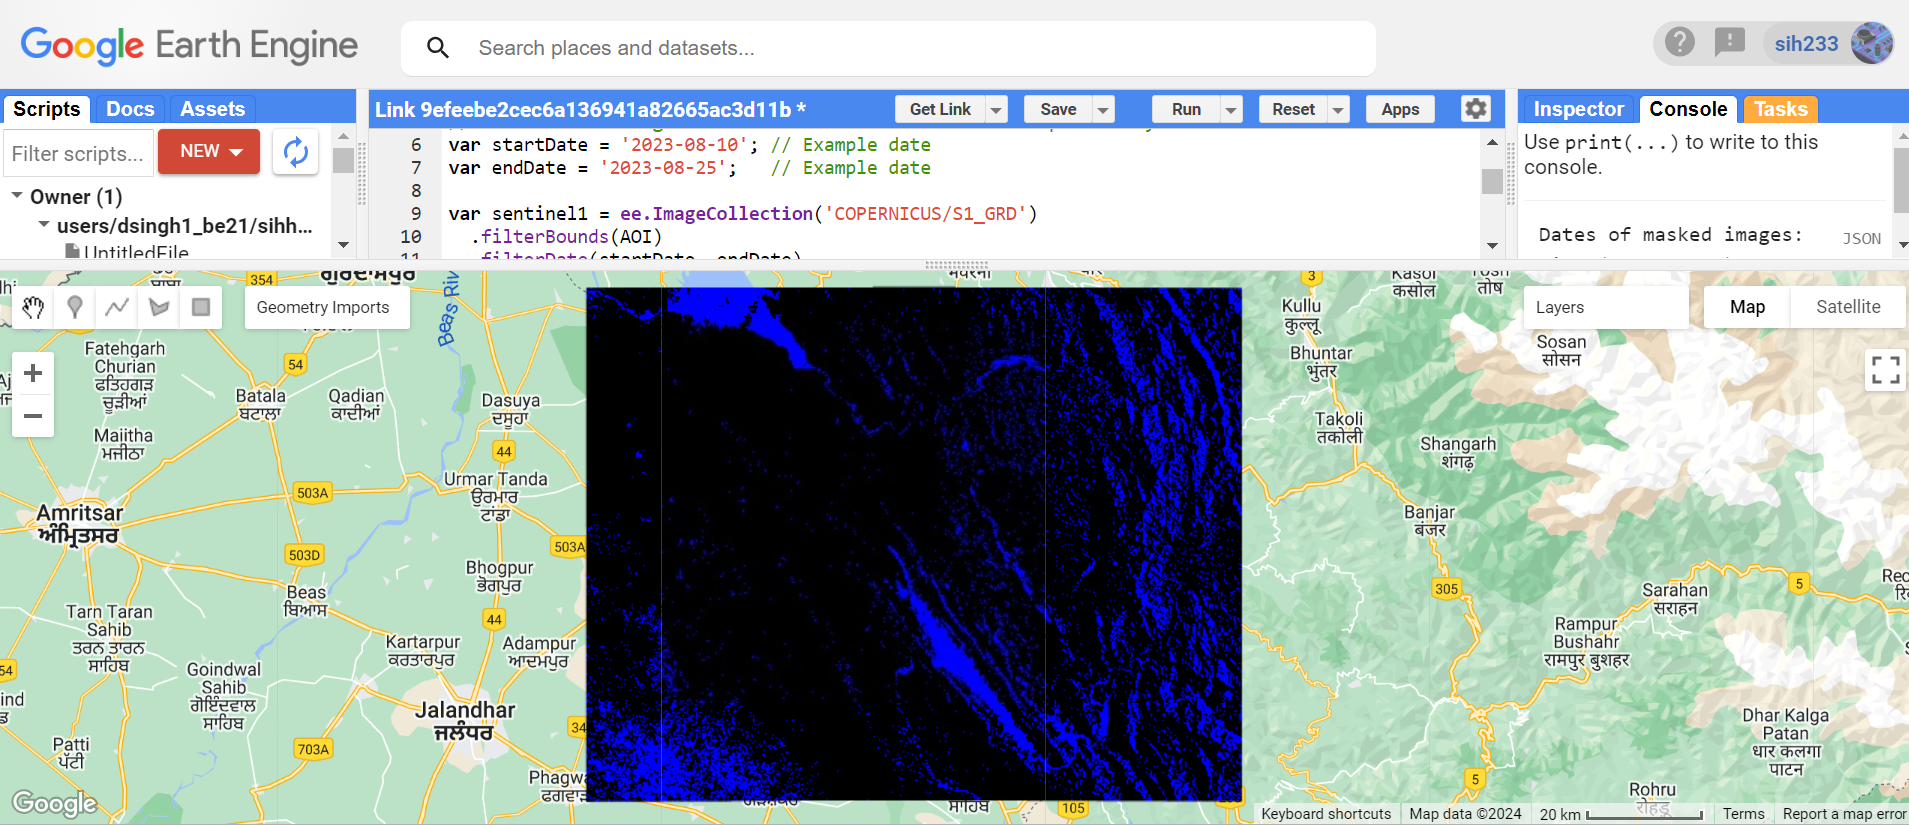 Google Earth Engine
Search places and datasets...
sih233
Scripts Docs Assets
Filter scripts... NEW
Owner (1)
users/dsingh1_be21/sihh...
UntitledFile
Link 9efeebe2cec6a136941a82665ac3d11b *
Get Link Save Run Reset Apps
6 var startDate = '2023-08-10'; // Example date
7 var endDate = '2023-08-25'; // Example date
8
9 var sentinel1 = ee.ImageCollection('COPERNICUS/S1_GRD')
10 .filterBounds(AOI)
11 .filterDate(startDate, endDate)
Inspector Console Tasks
Use print(...) to write to this
console.
Dates of masked images: JSON
Geometry Imports
Layers
Map Satellite
+
−
354
ਗੁਰਦਾਸਪੁਰ
Beas Riv
Fatehgarh
Churian
ਫਤਿਹਗੜ
ਚੂੜੀਆਂ
54
Batala
ਬਟਾਲਾ
Qadian
ਕਾਦੀਆਂ
Dasuya
ਦਸੂਹਾ
Majitha
ਮਜੀਠਾ
44
Urmar Tanda
ਉਰਮਾਰ
ਟਾਂਡਾ
503A
Amritsar
ਅੰਮ੍ਰਿਤਸਰ
503D
503A
Bhogpur
ਭੋਗਪੁਰ
Beas
ਬਿਆਸ
44
Tarn Taran
Sahib
ਤਰਨ ਤਾਰਨ
ਸਾਹਿਬ
Kartarpur
ਕਰਤਾਰਪੁਰ
Adampur
ਆਦਮਪੁਰ
54
Goindwal
Sahib
ਗੋਇੰਦਵਾਲ
ਸਾਹਿਬ
Jalandhar
ਜਲੰਧਰ
34
Patti
ਪੱਟੀ
703A
Phagwa
ਫਗਵਾੜ
Google
ਸਾਹਿਬ
105
3
Kasol
कसोल
Tosh
तोष
Kullu
कुल्लू
Bhuntar
भुंतर
Sosan
सोसन
Takoli
तकोली
Shangarh
शंगढ़
Banjar
बंजर
305
5
Sarahan
सराहन
Rampur
Bushahr
रामपुर बुशहर
Dhar Kalga
Patan
धार कलगा
पाटन
5
Rohru
रोहड़ू
Keyboard shortcuts Map data ©2024 20 km Terms Report a map error